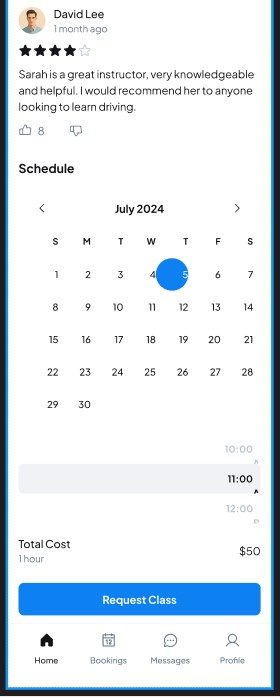 David Lee
1 month ago
Sarah is a great instructor, very knowledgeable
and helpful. I would recommend her to anyone
looking to learn driving.
8
Schedule
July 2024
S M T W T F S
1 2 3 4 5 6 7
8 9 10 11 12 13 14
15 16 17 18 19 20 21
22 23 24 25 26 27 28
29 30
10:00
11:00
12:00
Total Cost
1 hour
$50
Request Class
12
Home Bookings Messages Profile